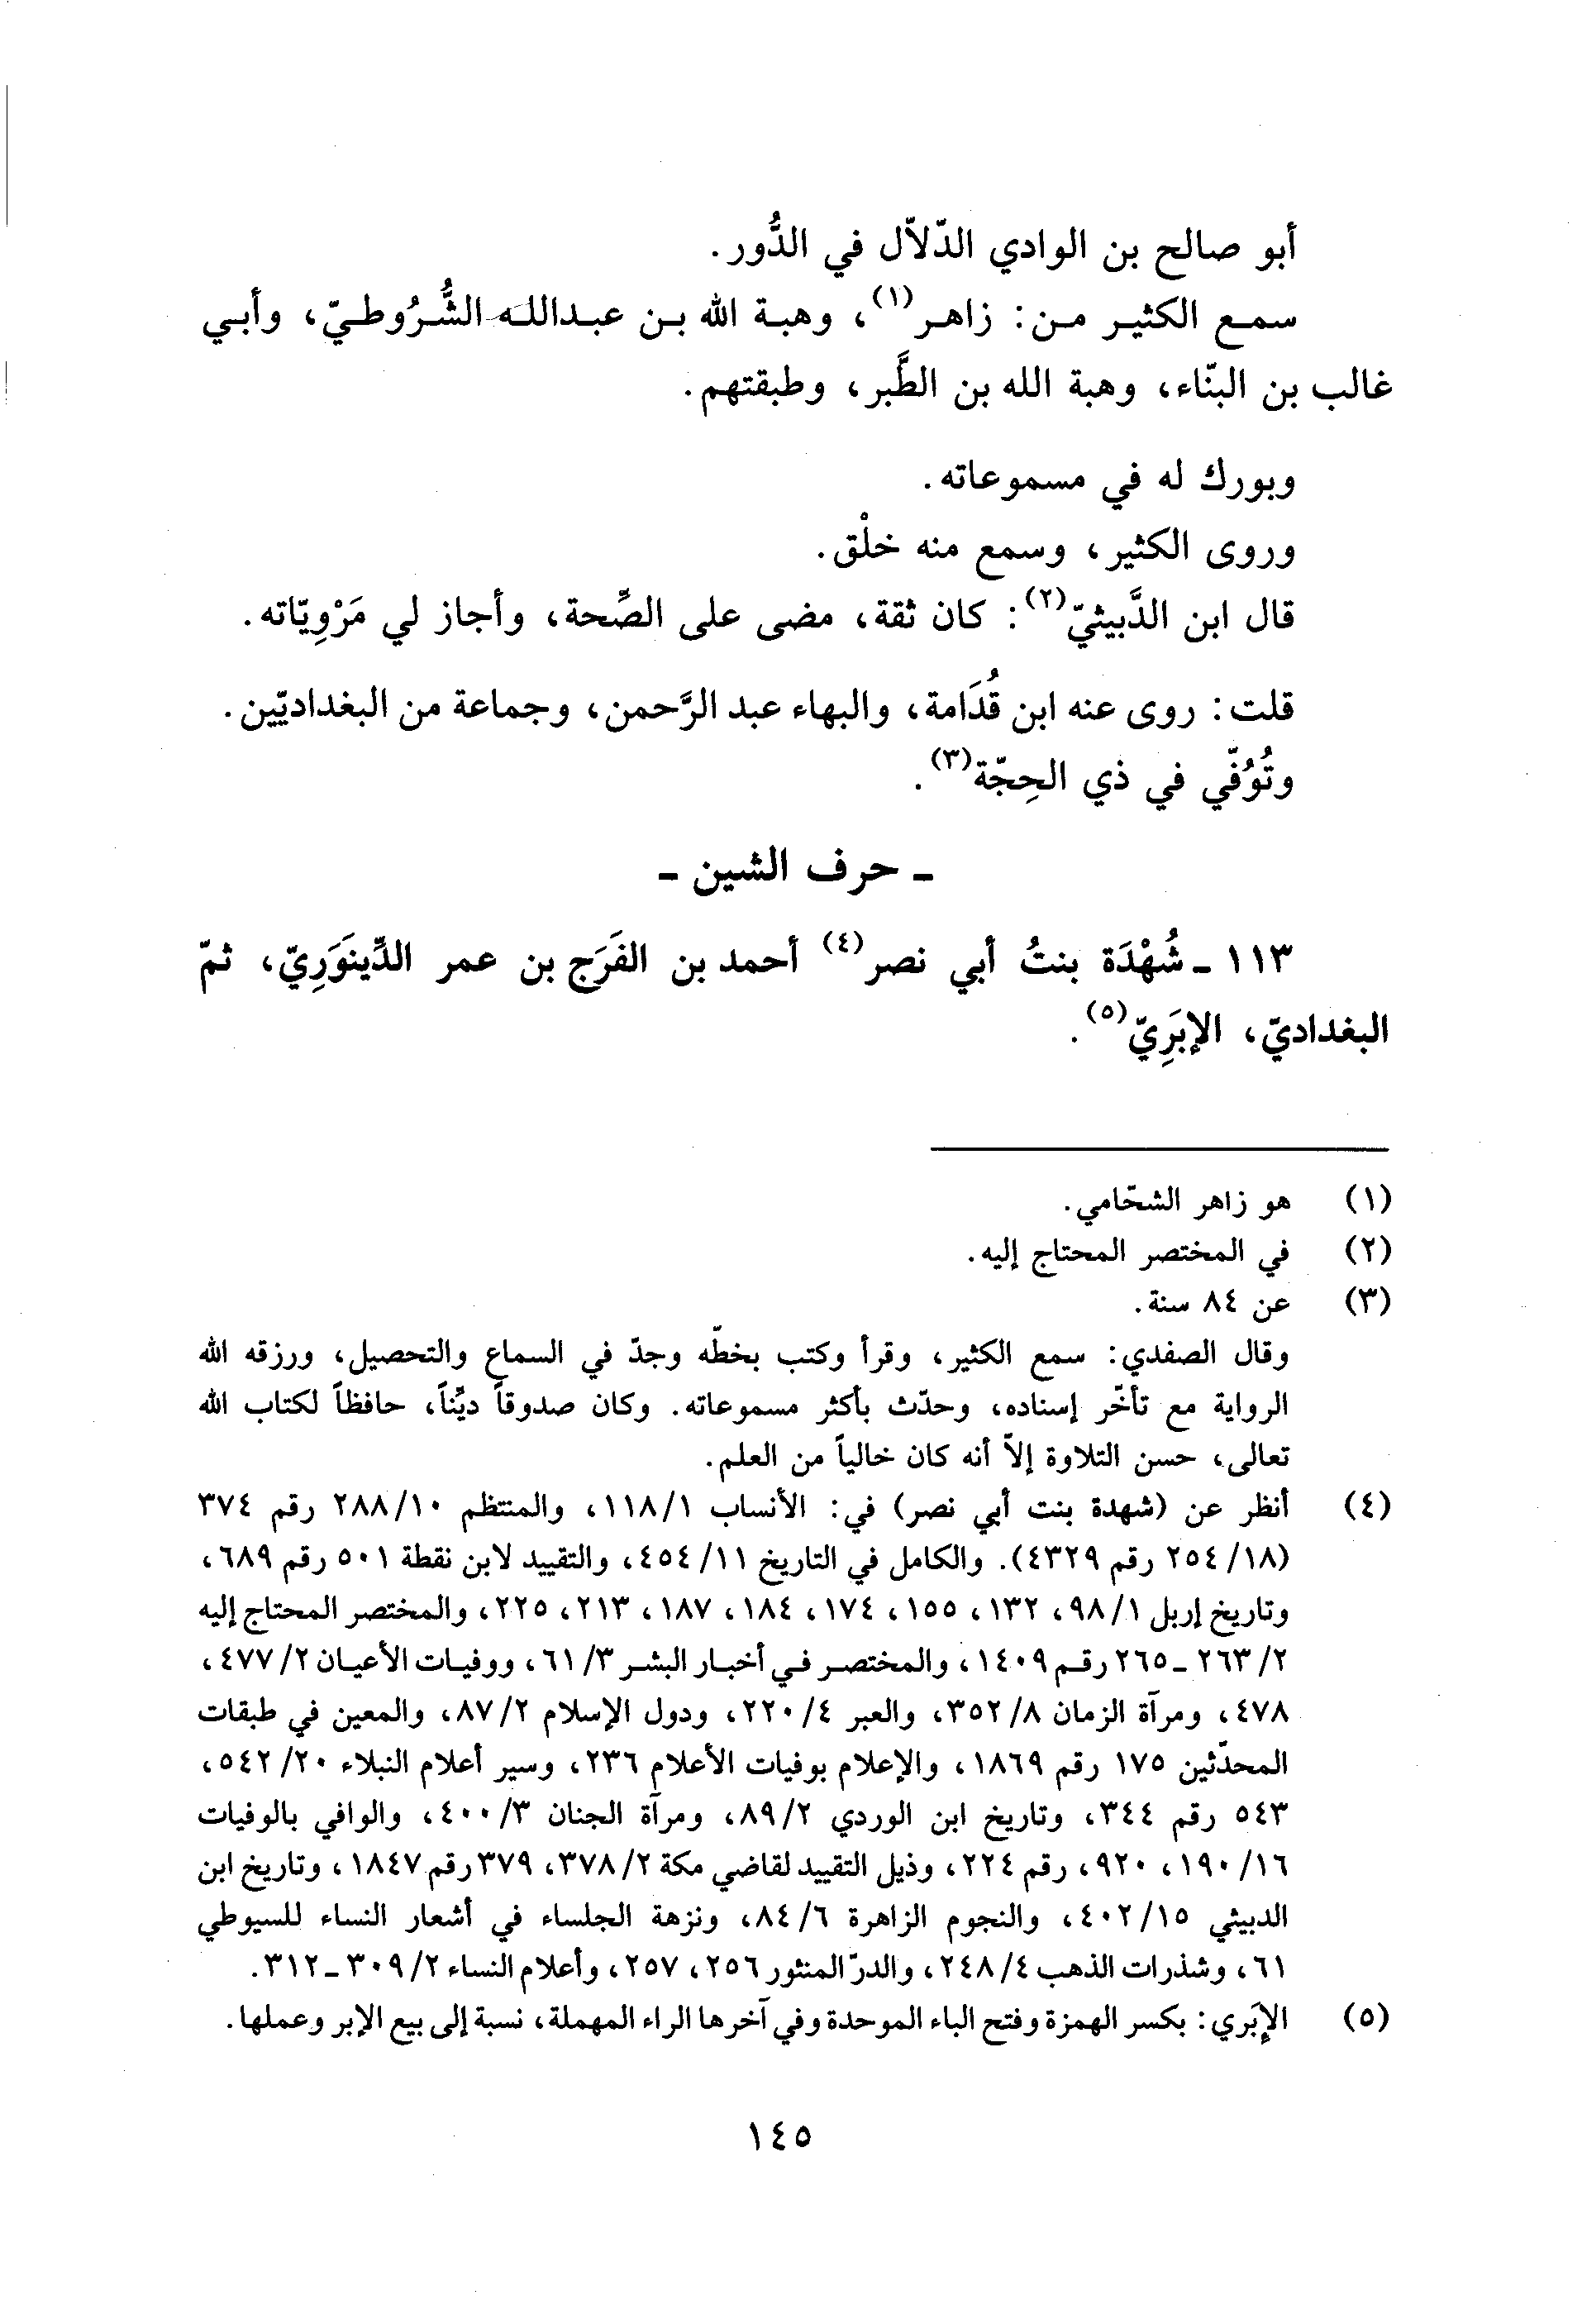 أبو صالح بن الوادي الدّلاّل في الدُّور.
سمع الكثير من: زاهر(١)، وهبة الله بن عبدالله الشُّرُوطيّ، وأبي
غالب بن البنّاء، وهبة الله بن الطَّبر، وطبقتهم.
وبورك له في مسموعاته.
وروى الكثير، وسمع منه خلْق.
قال ابن الدَّبيثيّ(٢): كان ثقة، مضى على الصِّحة، وأجاز لي مَرْوِيّاته.
قلت: روى عنه ابن قُدَامة، والبهاء عبد الرَّحمن، وجماعة من البغداديّين.
وتُوُفّي في ذي الحِجّة(٣).
ـ حرف الشين ـ
١١٣ ـ شُهْدَة بنتُ أبي نصر(٤) أحمد بن الفَرَج بن عمر الدِّينَوَرِيّ، ثمّ
البغداديّ، الإبَرِيّ(٥).
(١) هو زاهر الشحّامي.
(٢) في المختصر المحتاج إليه.
(٣) عن ٨٤ سنة.
وقال الصفدي: سمع الكثير، وقرأ وكتب بخطّه وجدّ في السماع والتحصيل، ورزقه الله
الرواية مع تأخّر إسناده، وحدّث بأكثر مسموعاته. وكان صدوقاً ديِّناً، حافظاً لكتاب الله
تعالى، حسن التلاوة إلاّ أنه كان خالياً من العلم.
(٤) أنظر عن (شهدة بنت أبي نصر) في: الأنساب ١١٨/١، والمنتظم ٢٨٨/١٠ رقم ٣٧٤
(٢٥٤/١٨ رقم ٤٣٢٩). والكامل في التاريخ ٤٥٤/١١، والتقييد لابن نقطة ٥٠١ رقم ٦٨٩،
وتاريخ إربل ٩٨/١، ١٣٢، ١٥٥، ١٧٤، ١٨٤، ١٨٧، ٢١٣، ٢٢٥، والمختصر المحتاج إليه
٢٦٣/٢ ـ ٢٦٥ رقم ١٤٠٩، والمختصر في أخبار البشر ٦١/٣، ووفيات الأعيان ٤٧٧/٢،
٤٧٨، ومرآة الزمان ٣٥٢/٨، والعبر ٢٢٠/٤، ودول الإسلام ٨٧/٢، والمعين في طبقات
المحدّثين ١٧٥ رقم ١٨٦٩، والإعلام بوفيات الأعلام ٢٣٦، وسير أعلام النبلاء ٥٤٢/٢٠،
٥٤٣ رقم ٣٤٤، وتاريخ ابن الوردي ٨٩/٢، ومرآة الجنان ٤٠٠/٣، والوافي بالوفيات
١٩٠/١٦، ٩٢٠، رقم ٢٢٤، وذيل التقييد لقاضي مكة ٣٧٨/٢، ٣٧٩ رقم ١٨٤٧، وتاريخ ابن
الدبيثي ٤٠٢/١٥، والنجوم الزاهرة ٨٤/٦، ونزهة الجلساء في أشعار النساء للسيوطي
٦١، وشذرات الذهب ٢٤٨/٤، والدرّ المنثور ٢٥٦، ٢٥٧، وأعلام النساء ٣٠٩/٢ ـ ٣١٢.
(٥) الإبَري: بكسر الهمزة وفتح الباء الموحدة وفي آخرها الراء المهملة، نسبة إلى بيع الإبر وعملها.
١٤٥